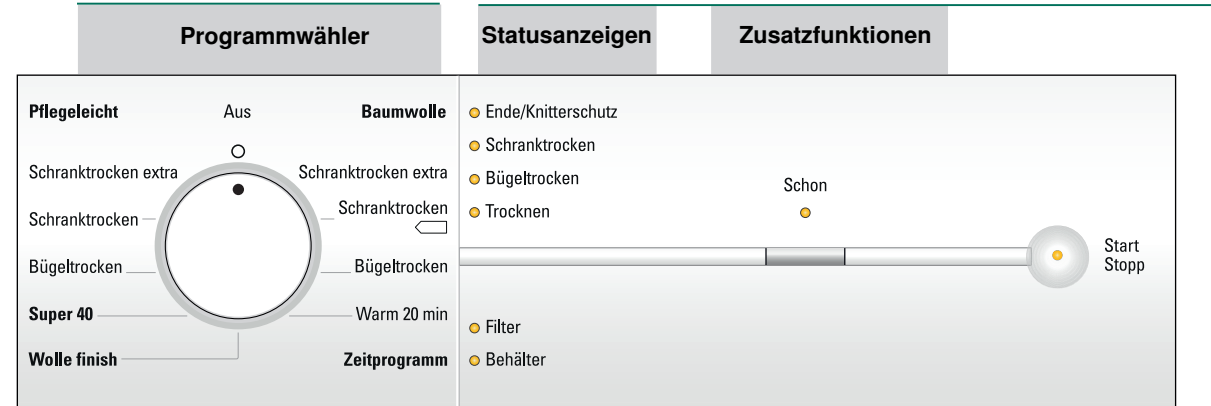 Programmwähler
Statusanzeigen
Zusatzfunktionen
Pflegeleicht
Aus
Baumwolle
Schranktrocken extra
Schranktrocken extra
Schranktrocken
Schranktrocken
Bügeltrocken
Bügeltrocken
Super 40
Warm 20 min
Wolle finish
Zeitprogramm
Ende/Knitterschutz
Schranktrocken
Bügeltrocken
Trocknen
Filter
Behälter
Schon
Start
Stopp